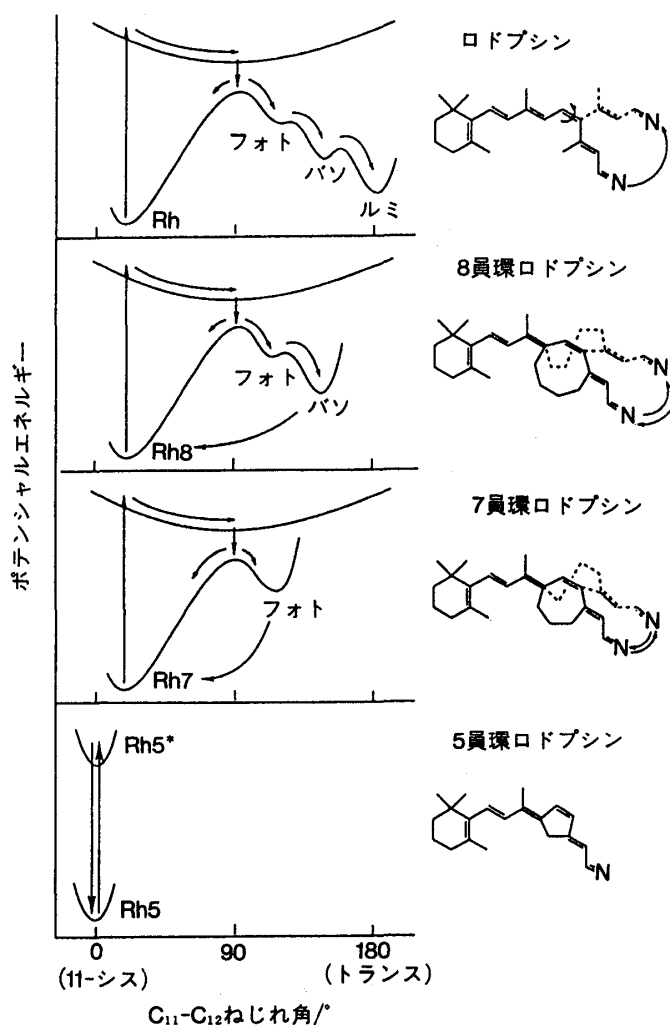 ロドプシン
フォト
バソ
ルミ
Rh
N
N
8員環ロドプシン
フォト
バソ
Rh8
N
N
7員環ロドプシン
フォト
Rh7
N
N
5員環ロドプシン
Rh5*
Rh5
N
ポテンシャルエネルギー
0
90
180
(11-シス)
(トランス)
C₁₁-C₁₂ねじれ角/°